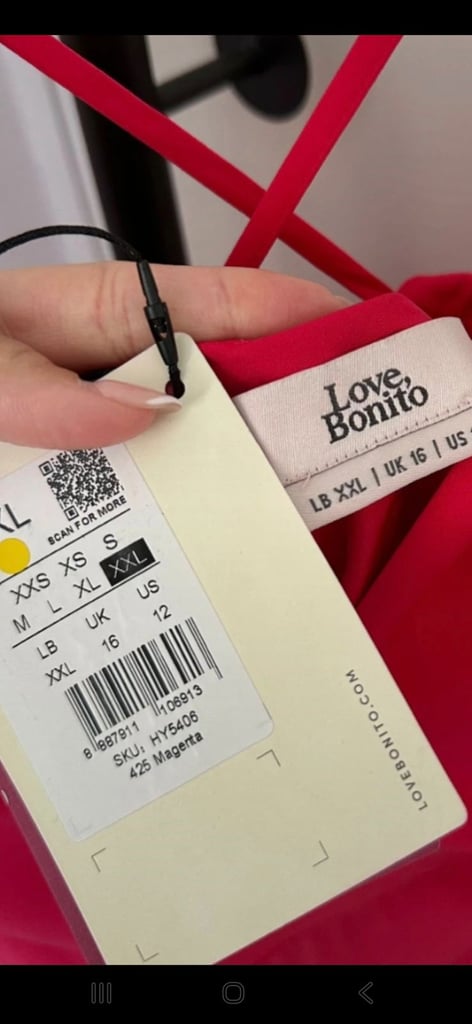 Love,
Bonito
LB XXL | UK 16 | US
XL
SCAN FOR MORE
XXS XS S
M L XL XXL
LB UK US
XXL 16 12
8 887911 106913
SKU: HY5406
425 Magenta
LOVEBONITO.COM